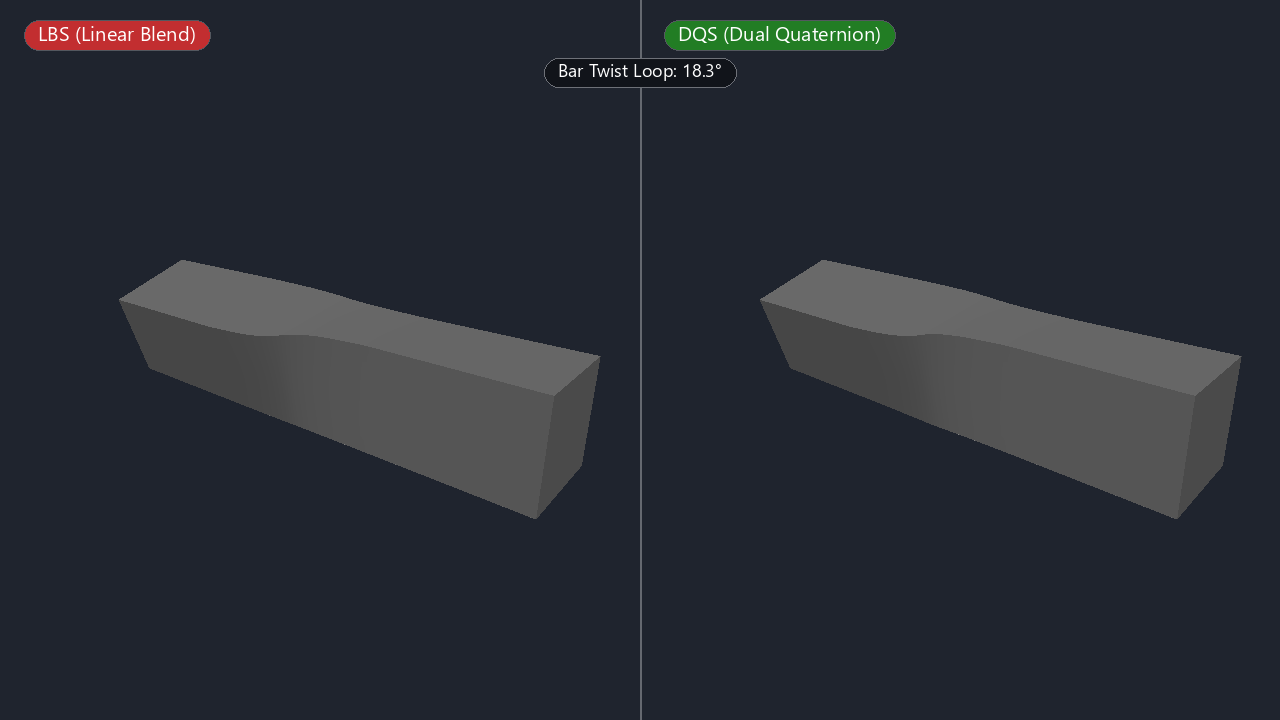 LBS (Linear Blend)
DQS (Dual Quaternion)
Bar Twist Loop: 18.3°